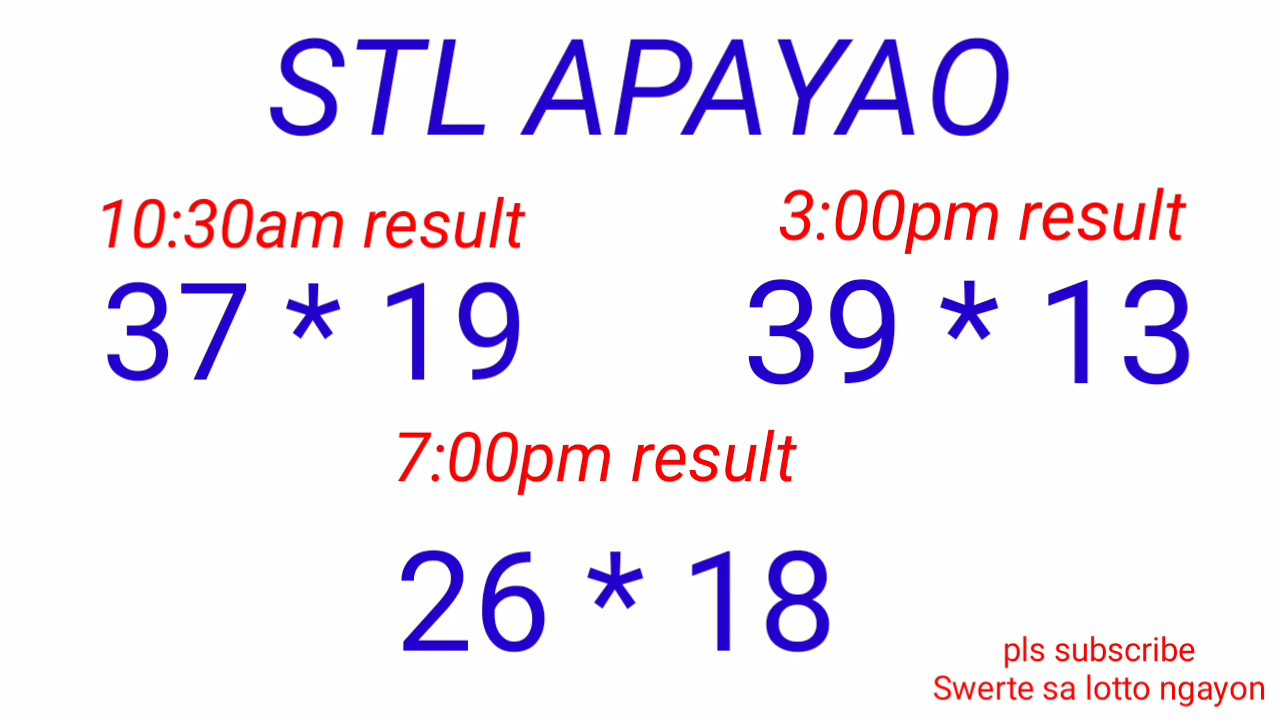 STL APAYAO
10:30am result
37 * 19
3:00pm result
39 * 13
7:00pm result
26 * 18
pls subscribe
Swerte sa lotto ngayon